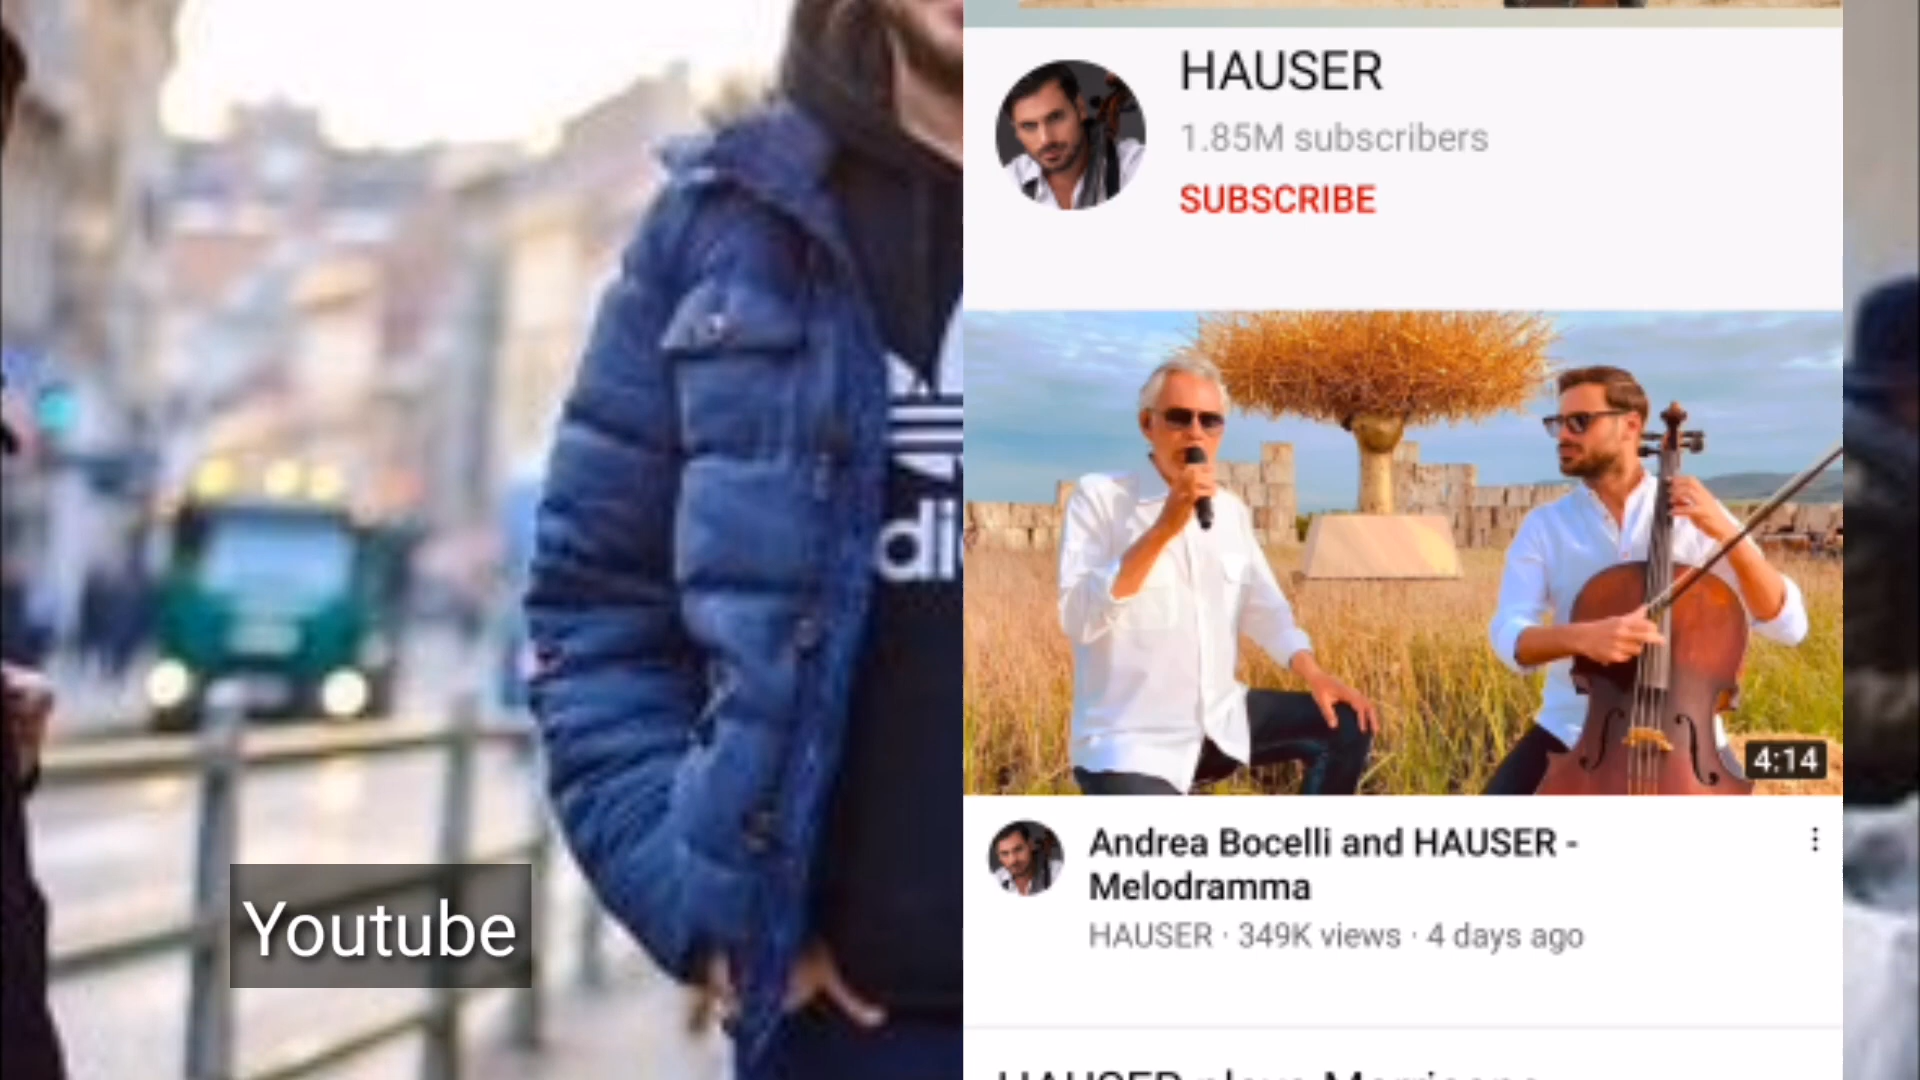 HAUSER
1.85M subscribers
SUBSCRIBE
di
4:14
Andrea Bocelli and HAUSER -
Melodramma
HAUSER · 349K views · 4 days ago
Youtube